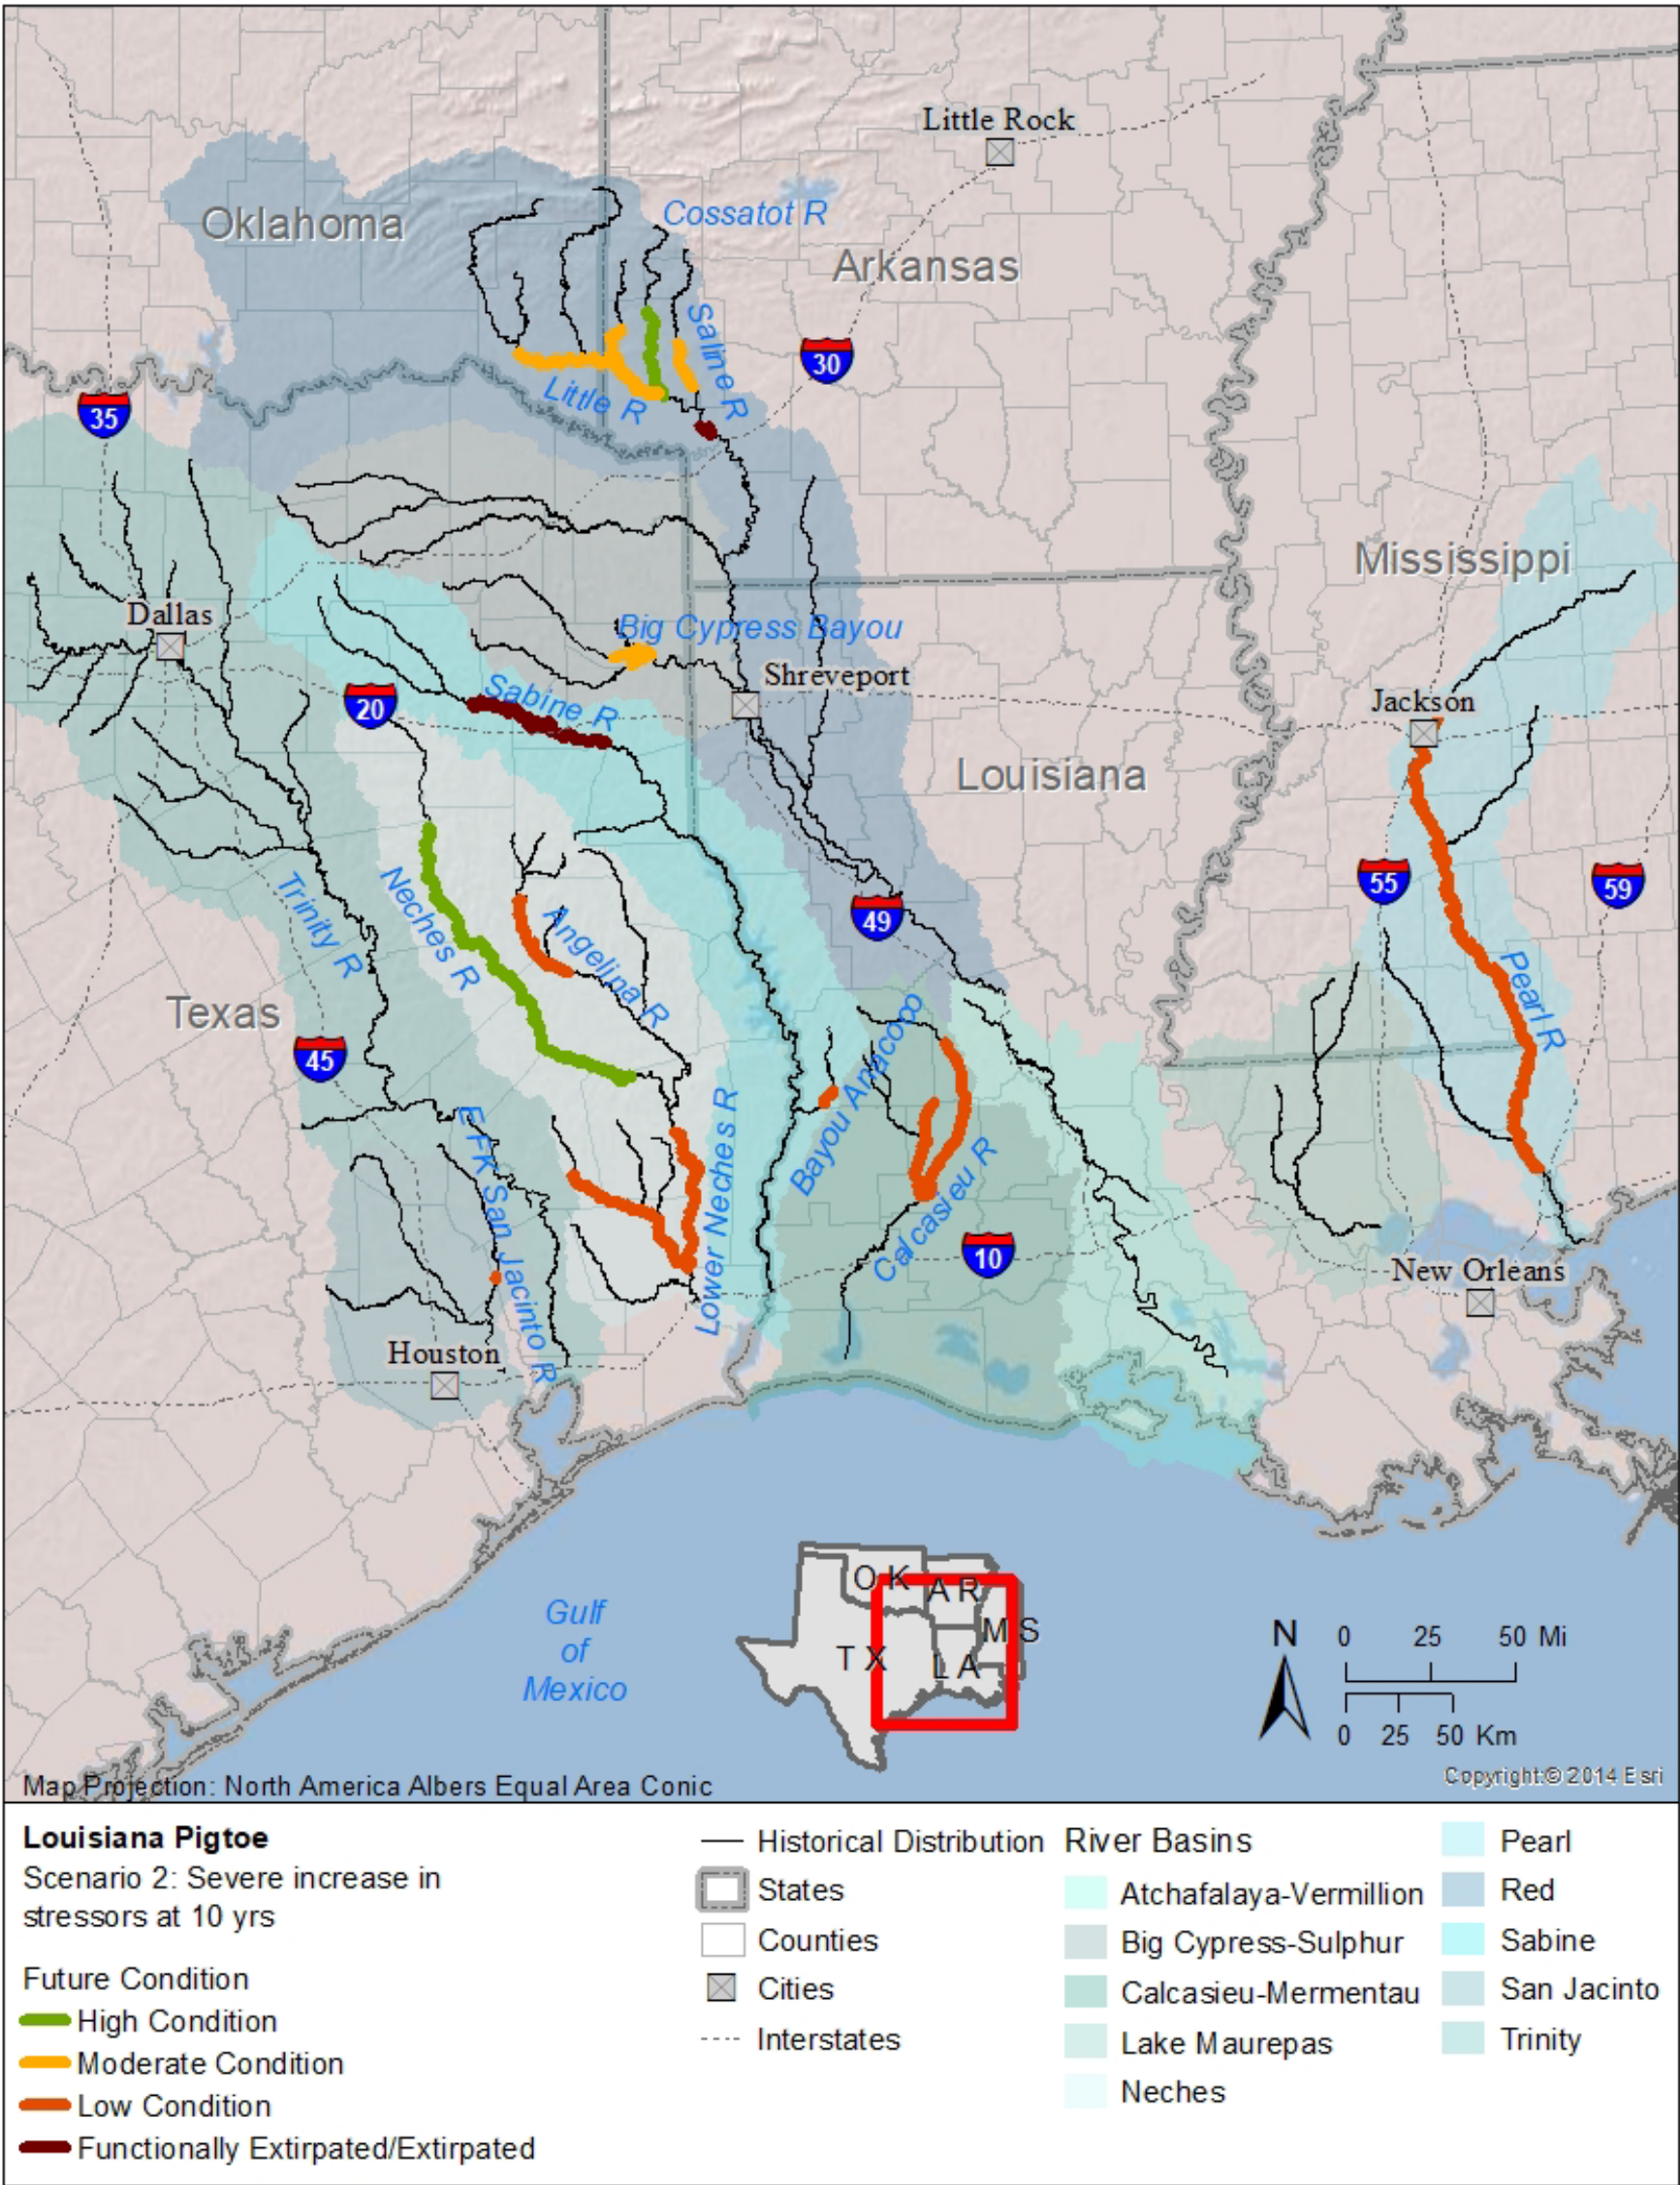 Little Rock
Cossatot R
Oklahoma
Arkansas
Saline R
30
Little R
35
Mississippi
Dallas
Big Cypress Bayou
Shreveport
Jackson
Sabine R
20
Louisiana
55
59
Trinity R
Neches R
Angelina R
49
Pearl R
Texas
45
Bayou Anacoco
E FK San Jacinto R
Lower Neches R
Calcasieu R
10
New Orleans
Houston
Gulf
of
Mexico
OK
AR
MS
TX
LA
N
0 25 50 Mi
0 25 50 Km
Map Projection: North America Albers Equal Area Conic
Copyright:© 2014 Esri
Louisiana Pigtoe
Scenario 2: Severe increase in
stressors at 10 yrs
Future Condition
High Condition
Moderate Condition
Low Condition
Functionally Extirpated/Extirpated
Historical Distribution
States
Counties
Cities
Interstates
River Basins
Atchafalaya-Vermillion
Big Cypress-Sulphur
Calcasieu-Mermentau
Lake Maurepas
Neches
Pearl
Red
Sabine
San Jacinto
Trinity